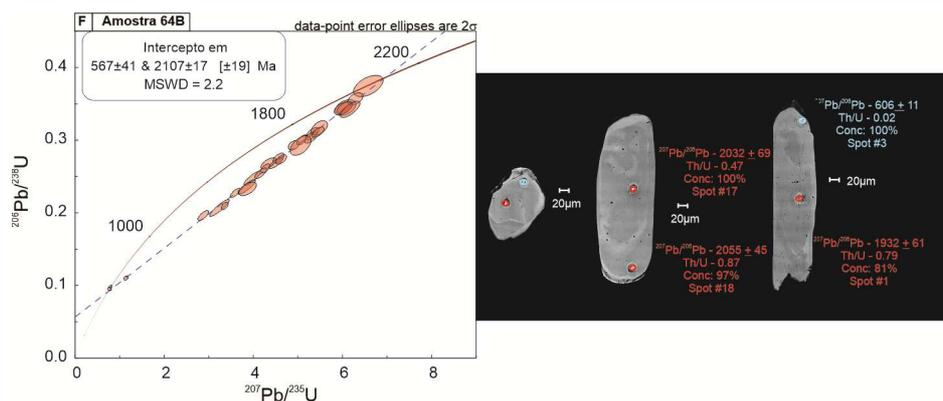 F Amostra 64B
data-point error ellipses are 2σ
Intercepto em
567±41 & 2107±17 [±19] Ma
MSWD = 2.2
2200
1800
1000
0.4
0.3
0.2
0.1
0.0
0 2 4 6 8
206Pb/238U
207Pb/235U
20µm
207Pb/206Pb - 2032 ± 69
Th/U - 0.47
Conc: 100%
Spot #17
20µm
207Pb/206Pb - 2055 ± 45
Th/U - 0.87
Conc: 97%
Spot #18
207Pb/206Pb - 606 ± 11
Th/U - 0.02
Conc: 100%
Spot #3
20µm
207Pb/206Pb - 1932 ± 61
Th/U - 0.79
Conc: 81%
Spot #1